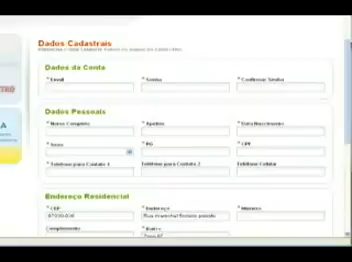 Dados Cadastrais
Dados da Conta
* Email * Senha * Confirmar Senha
Dados Pessoais
* Nome Completo * Apelido * Data Nascimento
* Sexo * RG * CPF
* Telefone para Contato 1 Telefone para Contato 2 Telefone Celular
Endereço Residencial
* CEP * Endereço * Número
Complemento * Bairro